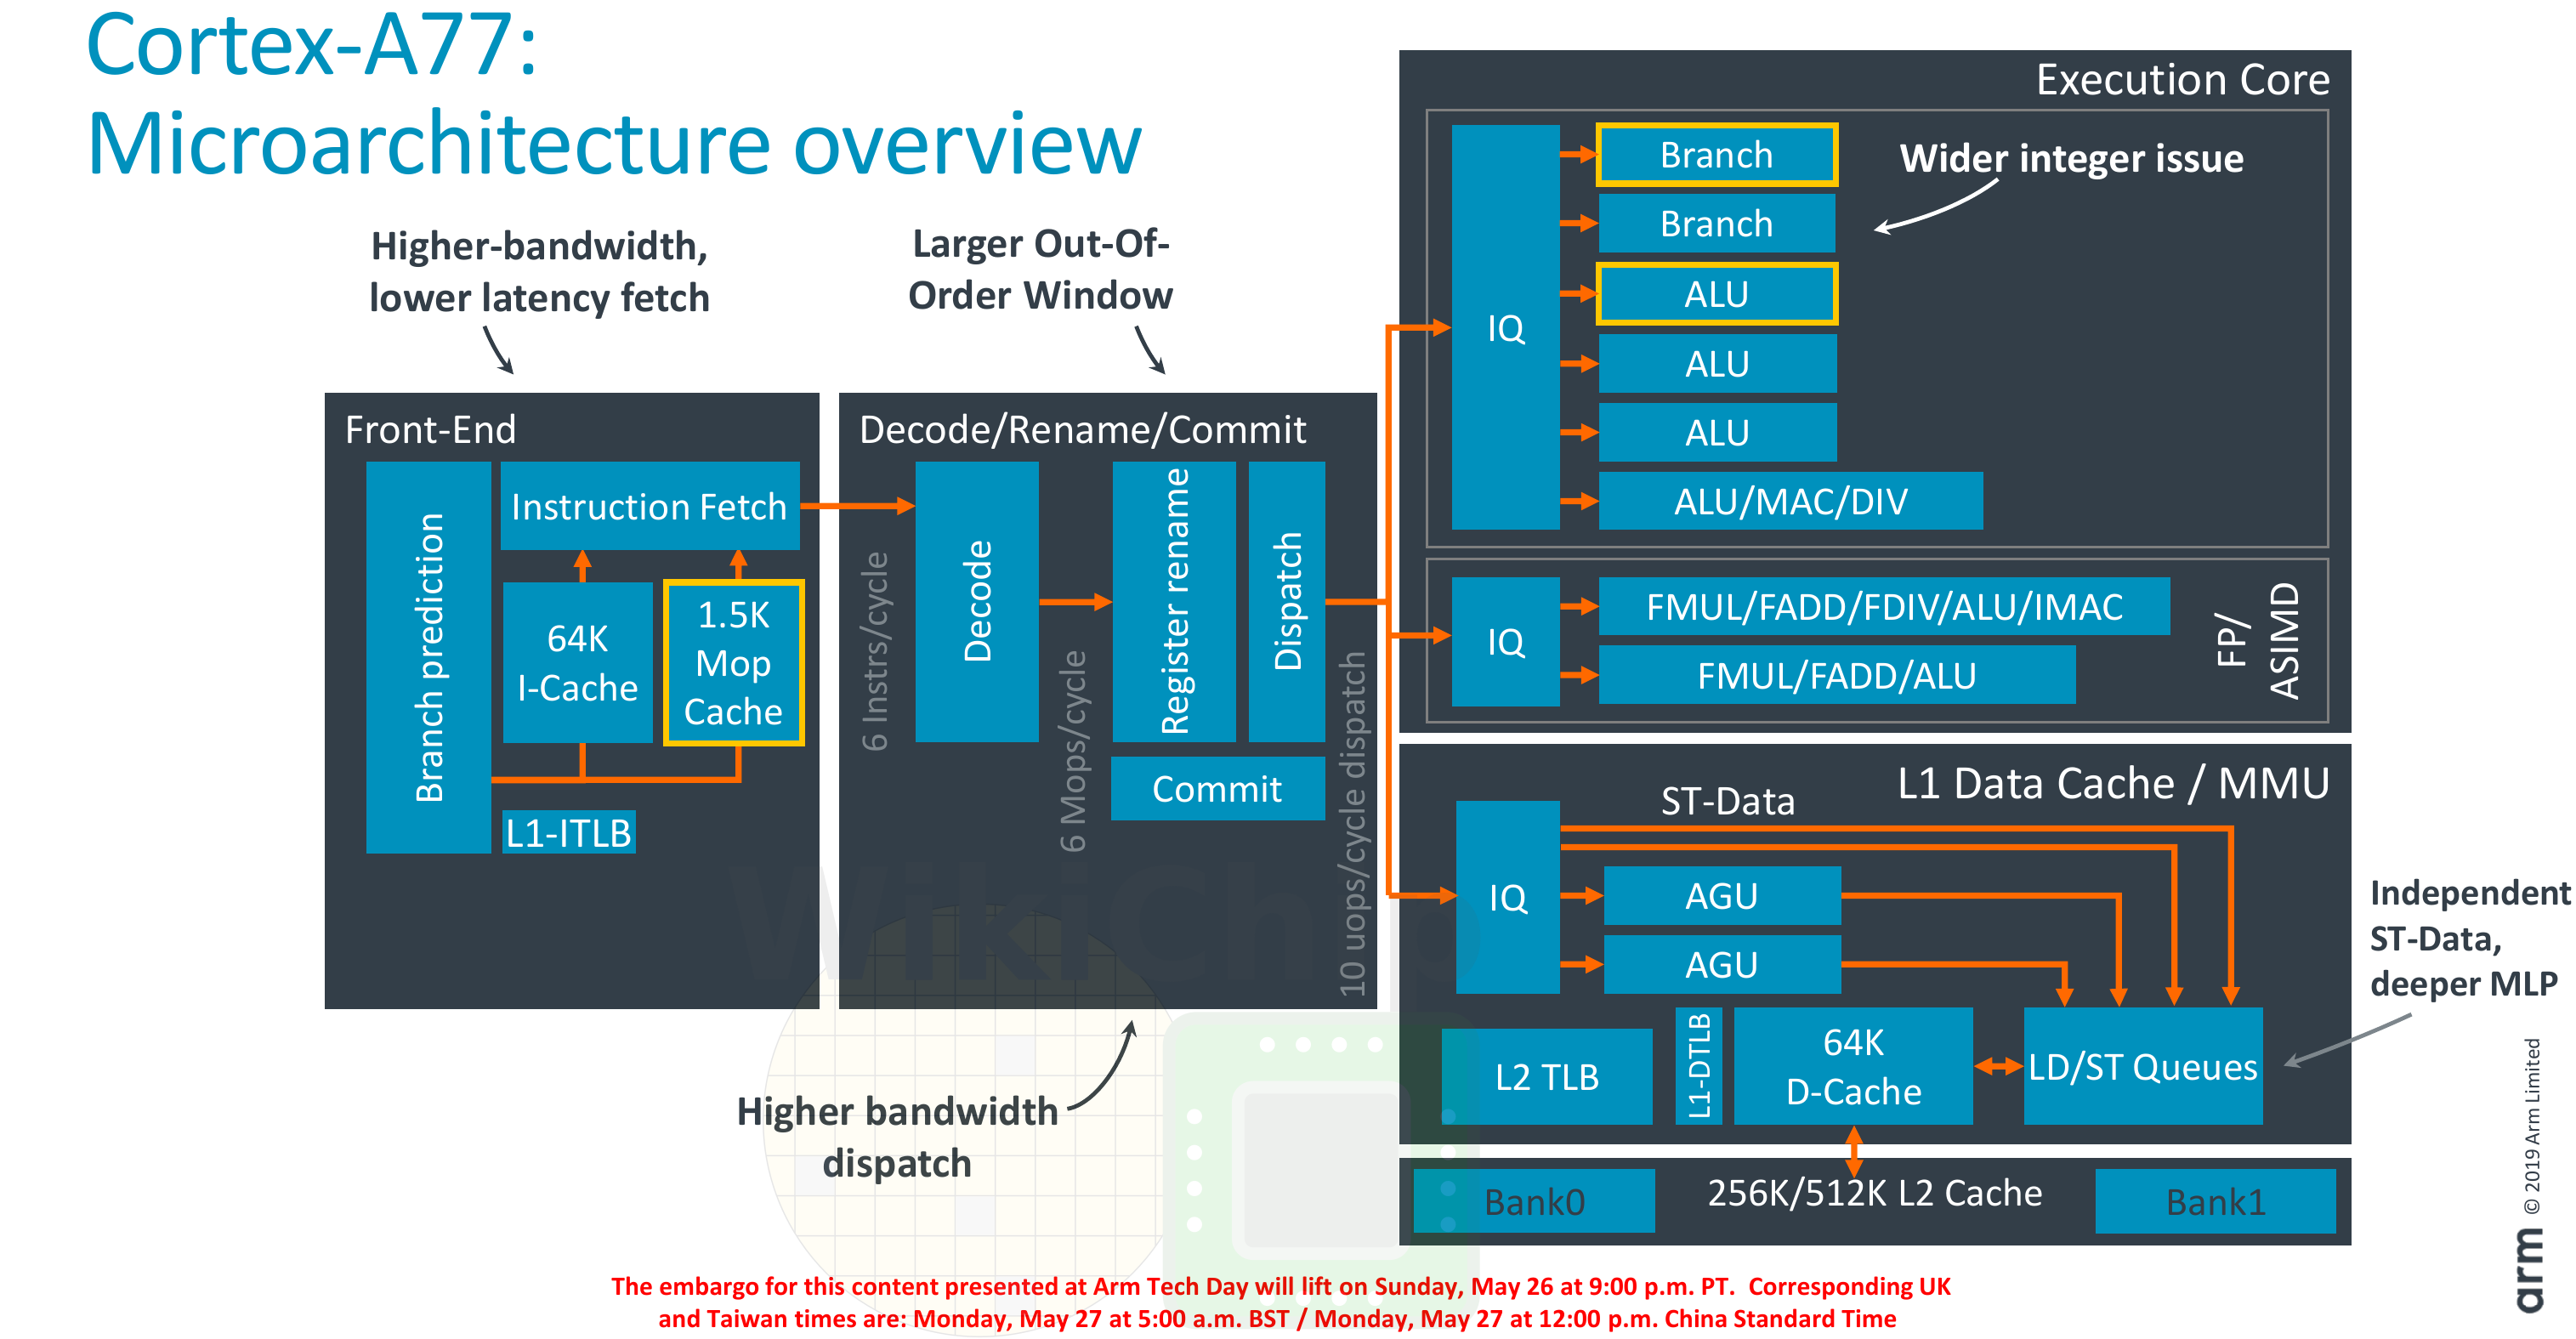 Cortex-A77:
Microarchitecture overview
Higher-bandwidth,
lower latency fetch
Larger Out-Of-
Order Window
Front-End
Branch prediction
Instruction Fetch
64K
I-Cache
1.5K
Mop
Cache
L1-ITLB
Decode/Rename/Commit
6 Instrs/cycle
Decode
6 Mops/cycle
Register rename
Dispatch
Commit
10 uops/cycle dispatch
Higher bandwidth
dispatch
Execution Core
IQ
Branch
Branch
ALU
ALU
ALU
ALU/MAC/DIV
Wider integer issue
IQ
FMUL/FADD/FDIV/ALU/IMAC
FMUL/FADD/ALU
FP/
ASIMD
L1 Data Cache / MMU
ST-Data
IQ
AGU
AGU
L2 TLB
L1-DTLB
64K
D-Cache
LD/ST Queues
Independent
ST-Data,
deeper MLP
Bank0
256K/512K L2 Cache
Bank1
WikiChip
The embargo for this content presented at Arm Tech Day will lift on Sunday, May 26 at 9:00 p.m. PT. Corresponding UK
and Taiwan times are: Monday, May 27 at 5:00 a.m. BST / Monday, May 27 at 12:00 p.m. China Standard Time
arm © 2019 Arm Limited